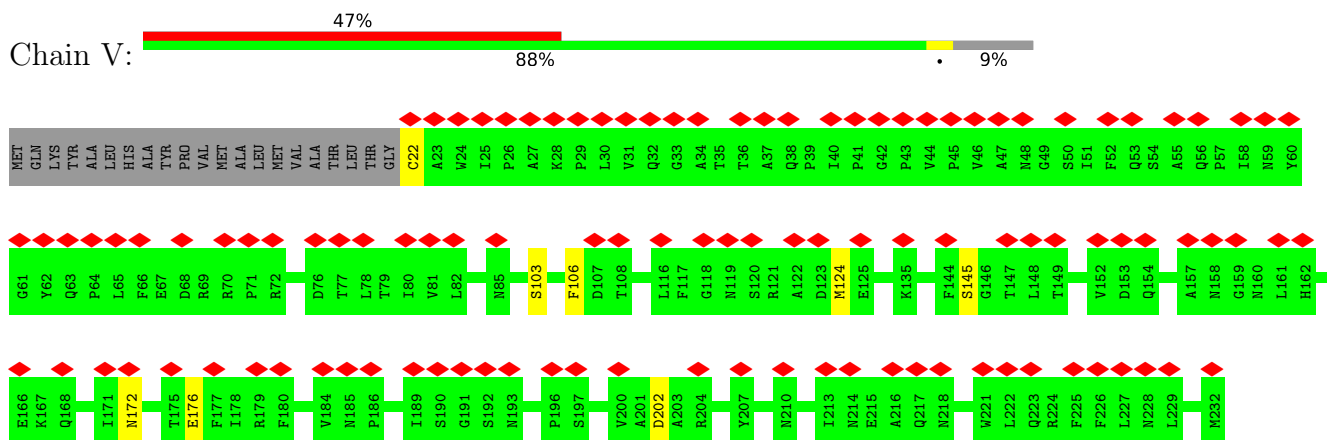 47%
Chain V:
88%
•
9%
MET GLN LYS TYR ALA LEU HIS ALA TYR PRO VAL MET ALA LEU MET VAL ALA THR LEU THR GLY C22 A23 W24 I25 P26 A27 K28 P29 L30 V31 Q32 G33 A34 T35 T36 A37 Q38 P39 I40 P41 G42 P43 V44 P45 V46 A47 N48 G49 S50 I51 F52 Q53 S54 A55 Q56 P57 I58 N59 Y60
G61 Y62 Q63 P64 L65 F66 E67 D68 R69 R70 P71 R72 D76 T77 L78 T79 I80 V81 L82 N85 S103 F106 D107 T108 L116 F117 G118 N119 S120 R121 A122 D123 M124 E125 K135 F144 S145 G146 T147 L148 T149 V152 D153 Q154 A157 N158 G159 N160 L161 H162
E166 K167 Q168 I171 N172 T175 E176 F177 I178 R179 F180 V184 N185 P186 I189 S190 G191 S192 N193 P196 S197 V200 A201 D202 A203 R204 Y207 N210 I213 N214 E215 A216 Q217 N218 W221 L222 Q223 R224 F225 F226 L227 N228 L229 M232